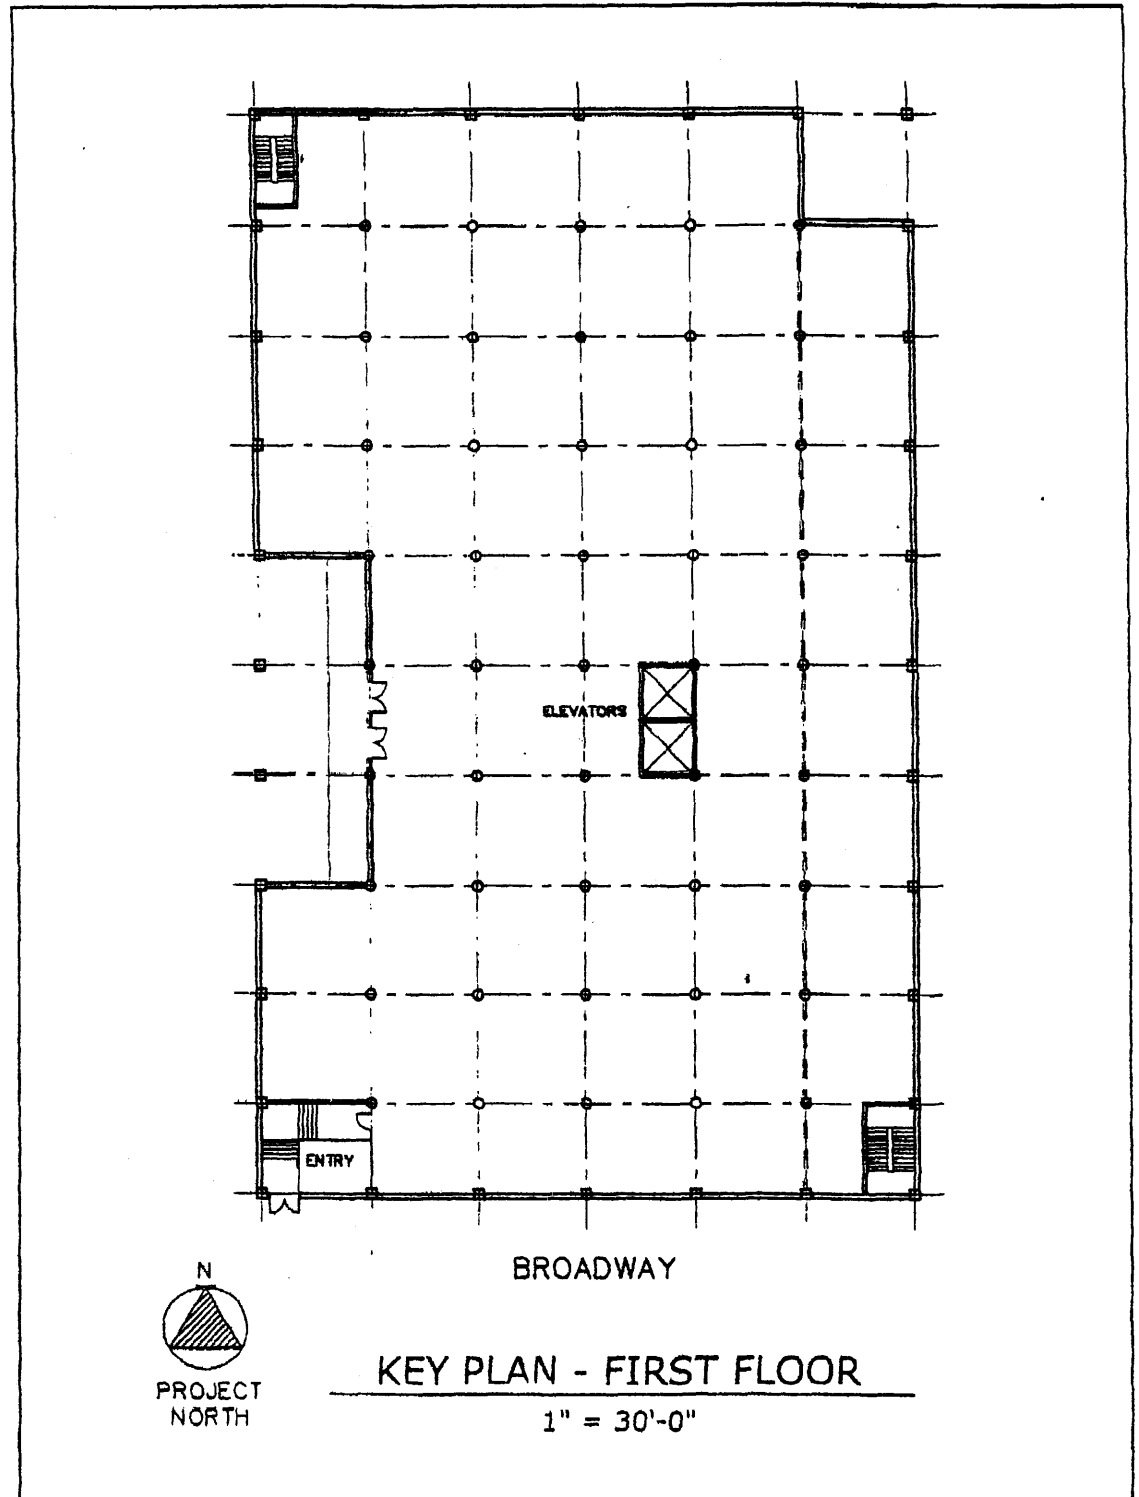 ELEVATORS
ENTRY
BROADWAY
N
PROJECT
NORTH
KEY PLAN - FIRST FLOOR
1" = 30'-0"